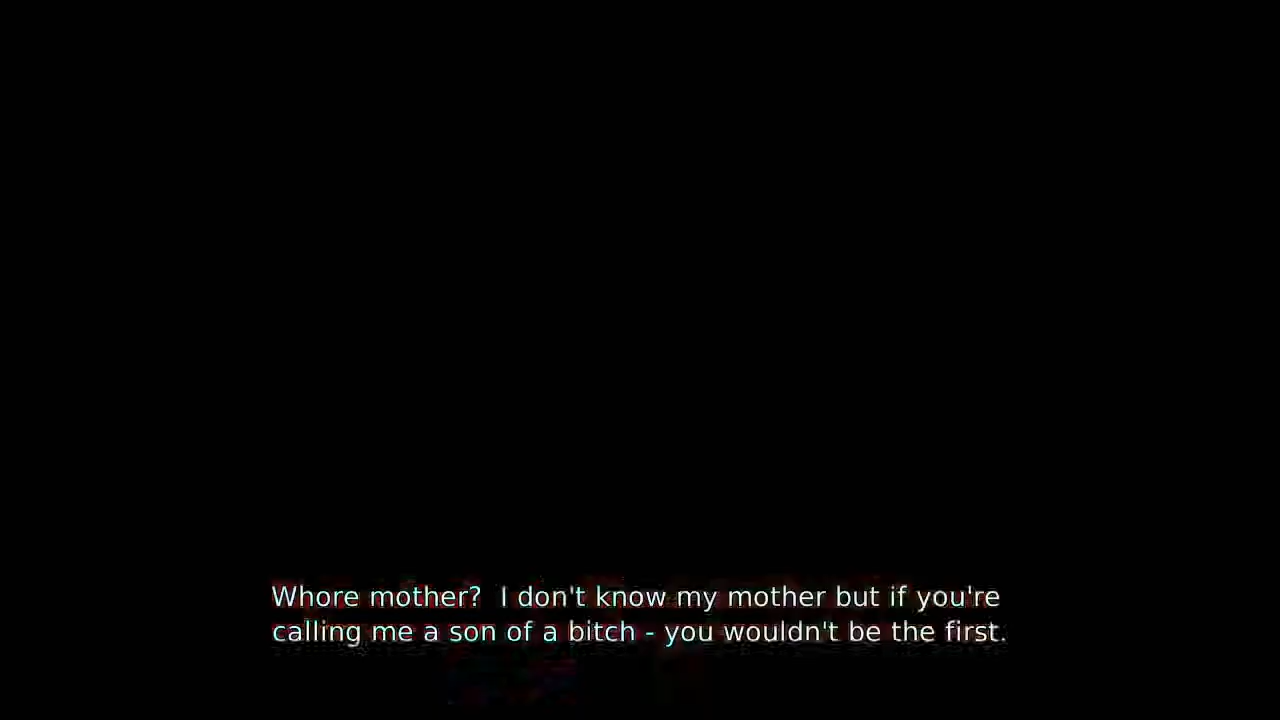 Whore mother?  I don't know my mother but if you're
calling me a son of a bitch - you wouldn't be the first.